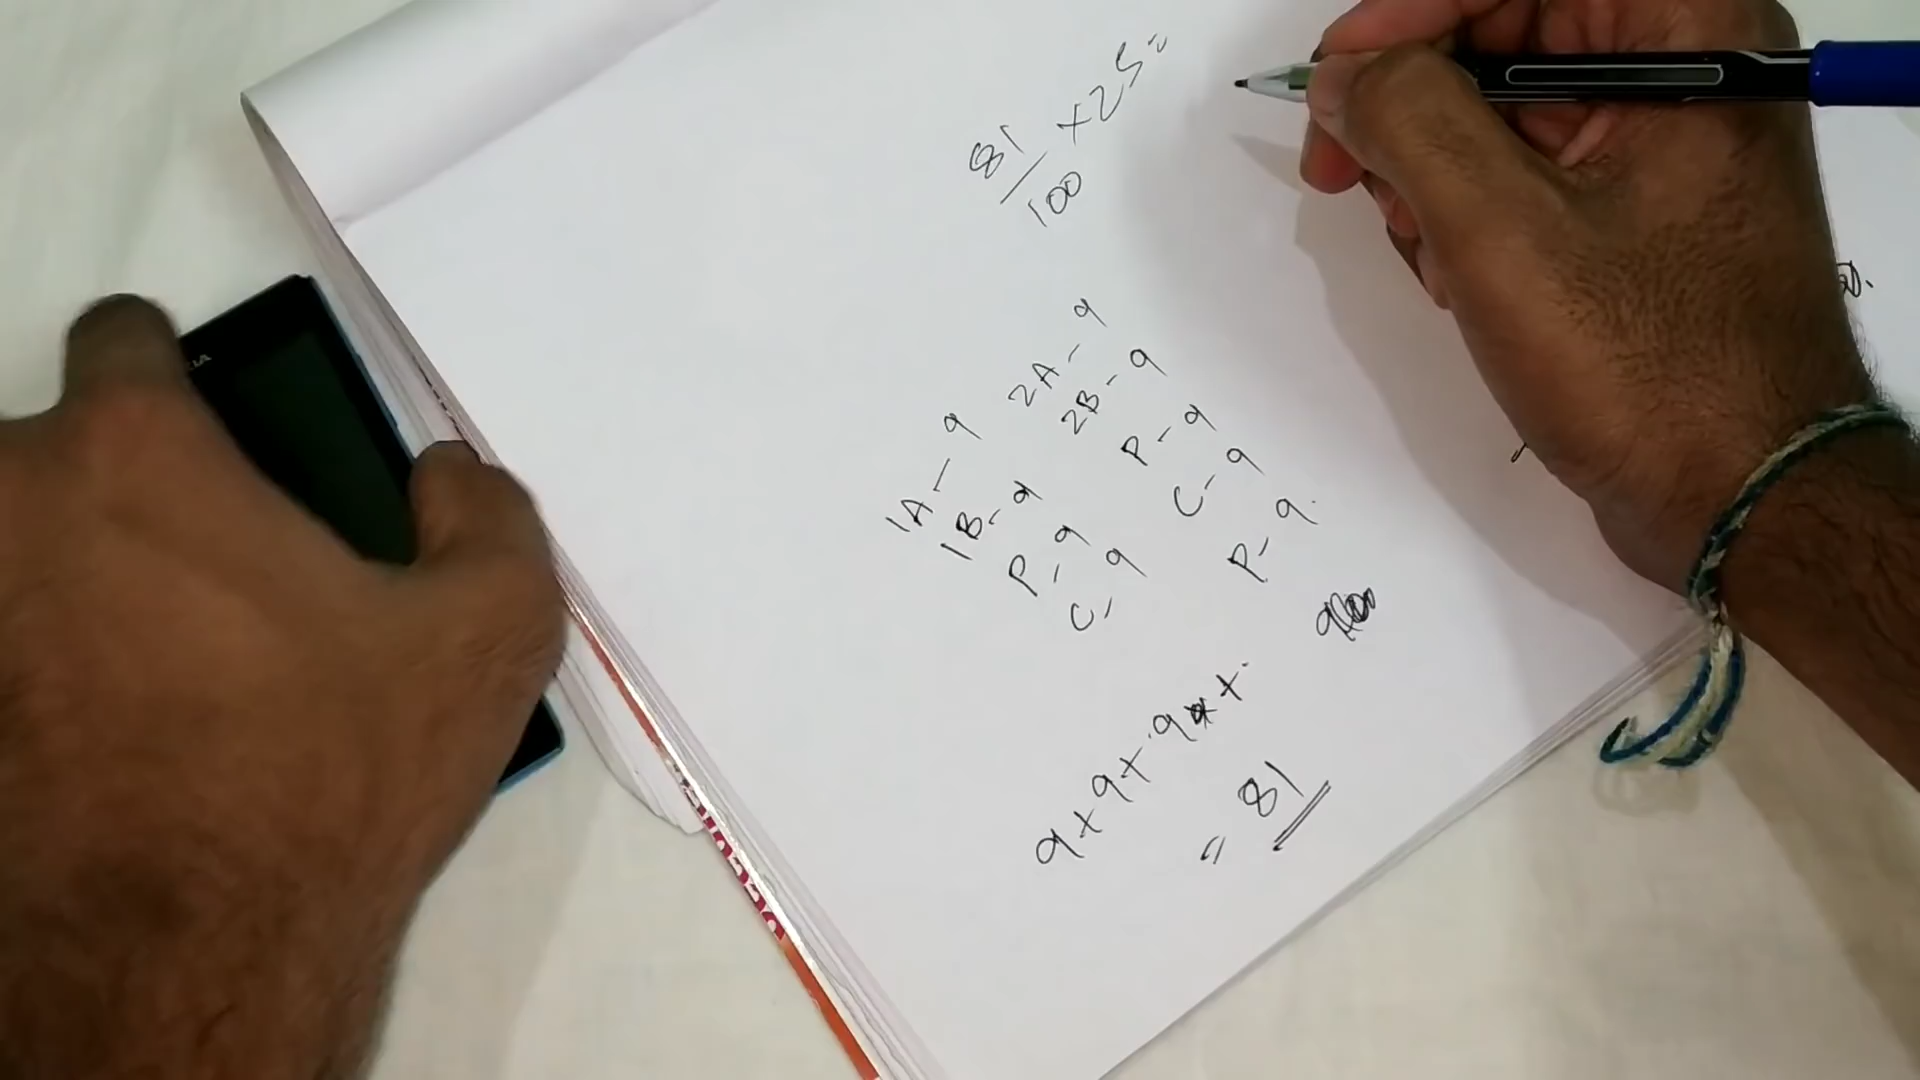 81/100 × 25 =
1A - 9
1B - 9
P - 9
C - 9
2A - 9
2B - 9
P - 9
C - 9
P - 9.
9 + 9 + 9 +
= 81